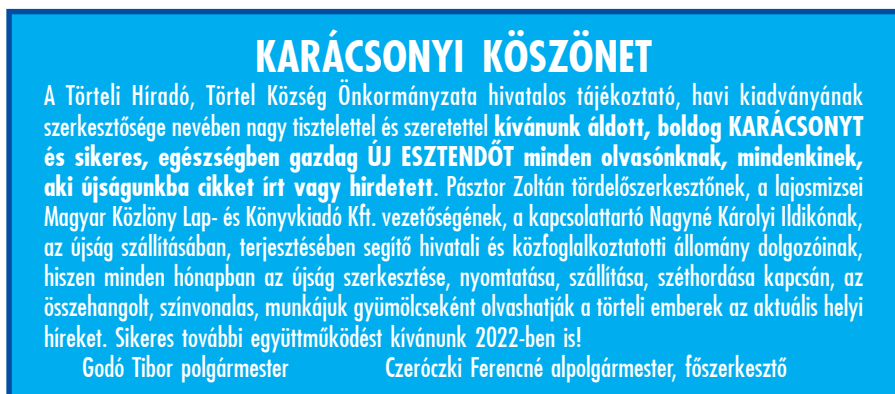 KARÁCSONYI KÖSZÖNET
A Törteli Híradó, Törtel Község Önkormányzata hivatalos tájékoztató, havi kiadványának
szerkesztősége nevében nagy tisztelettel és szeretettel kívánunk áldott, boldog KARÁCSONYT
és sikeres, egészségben gazdag ÚJ ESZTENDŐT minden olvasónknak, mindenkinek,
aki újságunkba cikket írt vagy hirdetett. Pásztor Zoltán tördelőszerkesztőnek, a lajosmizsei
Magyar Közlöny Lap- és Könyvkiadó Kft. vezetőségének, a kapcsolattartó Nagyné Károlyi Ildikónak,
az újság szállításában, terjesztésében segítő hivatali és közfoglalkoztatotti állomány dolgozóinak,
hiszen minden hónapban az újság szerkesztése, nyomtatása, szállítása, széthordása kapcsán, az
összehangolt, színvonalas, munkájuk gyümölcseként olvashatják a törteli emberek az aktuális helyi
híreket. Sikeres további együttműködést kívánunk 2022-ben is!
Godó Tibor polgármester Czeróczki Ferencné alpolgármester, főszerkesztő